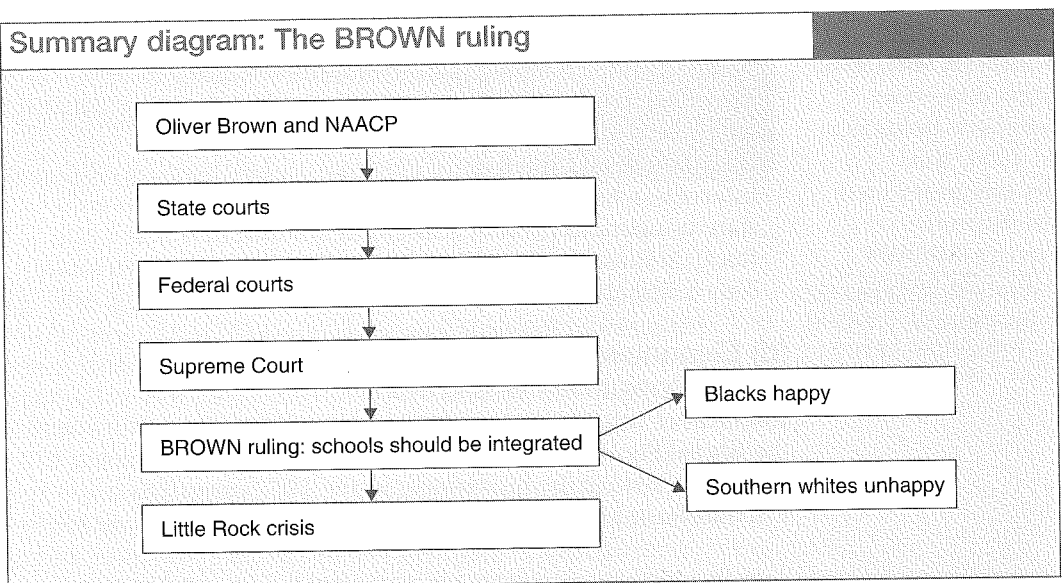 Summary diagram: The BROWN ruling
Oliver Brown and NAACP
State courts
Federal courts
Supreme Court
BROWN ruling: schools should be integrated
Little Rock crisis
Blacks happy
Southern whites unhappy